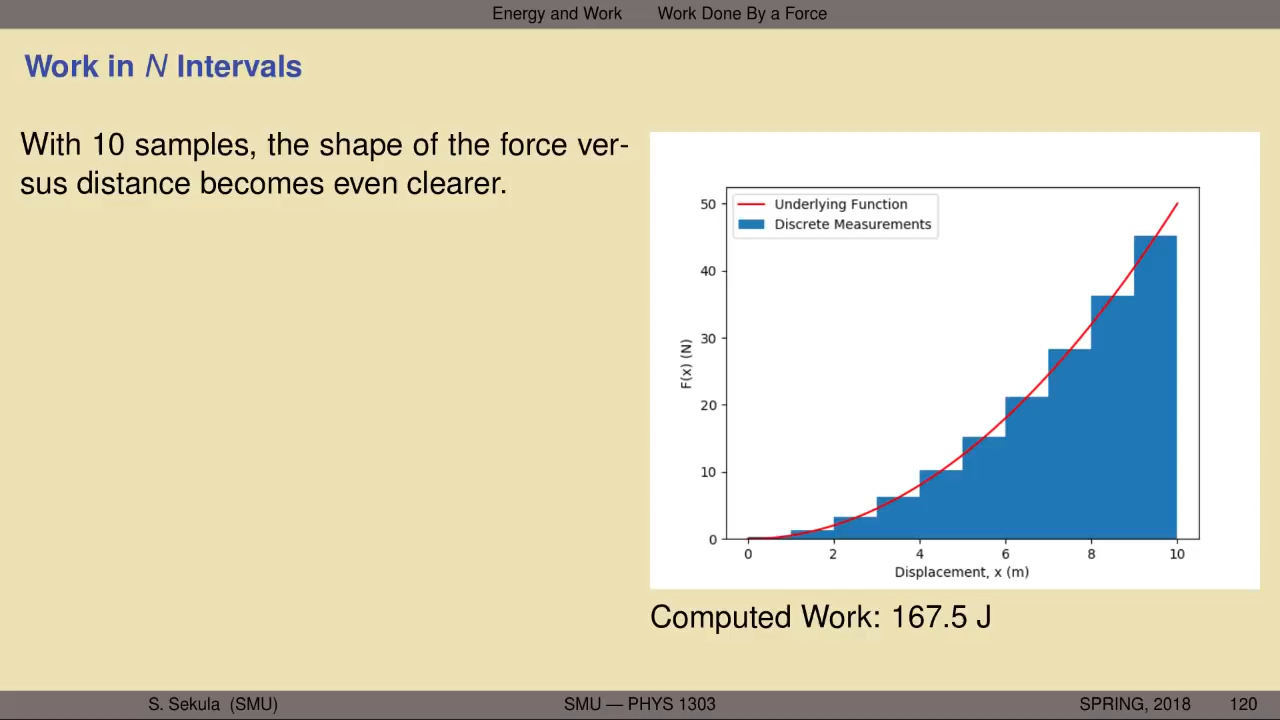 Energy and Work Work Done By a Force
Work in N Intervals
With 10 samples, the shape of the force ver-
sus distance becomes even clearer.
Underlying Function
Discrete Measurements
50
40
30
20
10
0
F(x) (N)
0 2 4 6 8 10
Displacement, x (m)
Computed Work: 167.5 J
S. Sekula (SMU) SMU — PHYS 1303 SPRING, 2018 120